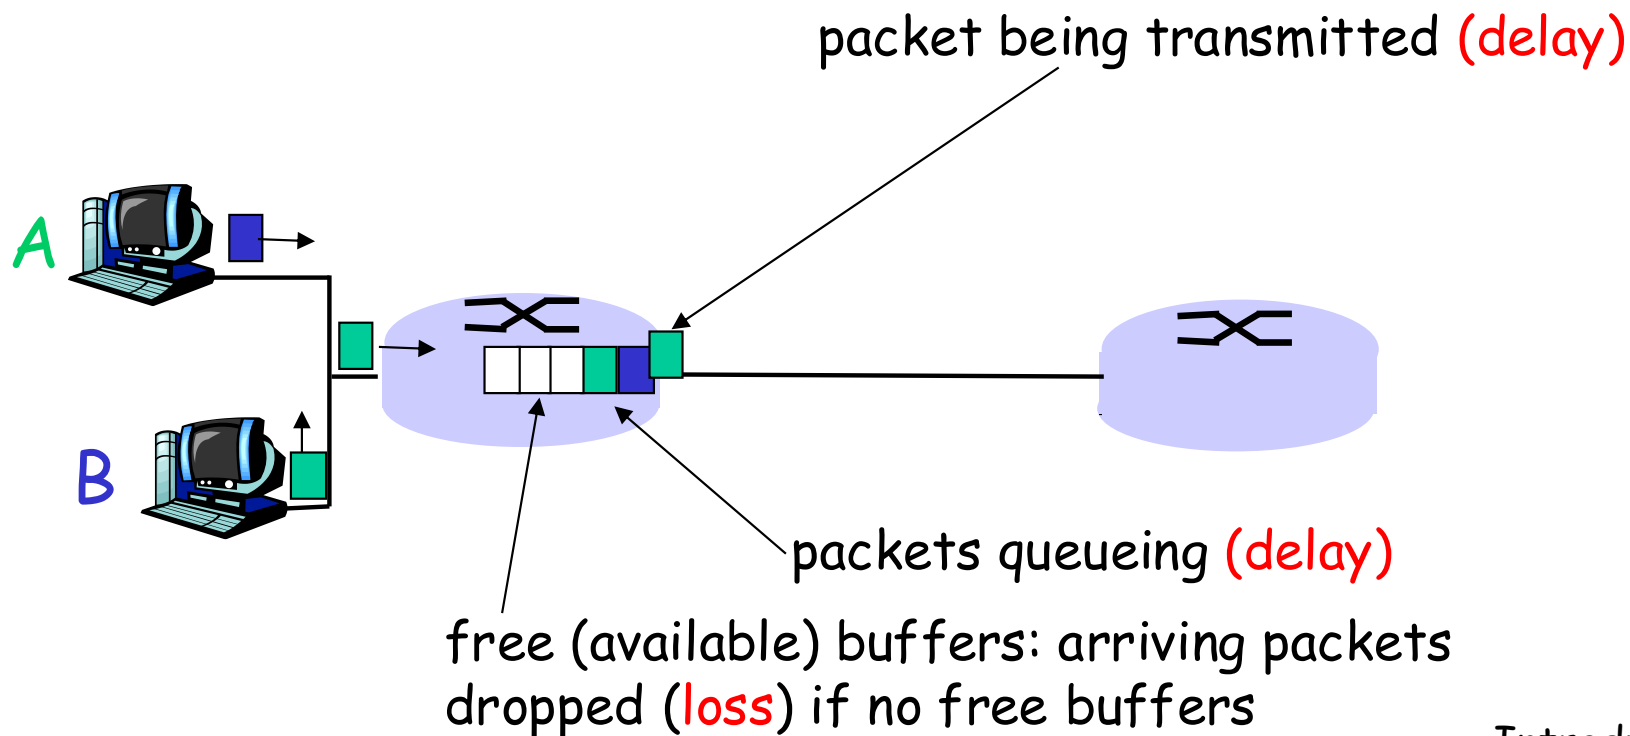 packet being transmitted (delay)
A
B
packets queueing (delay)
free (available) buffers: arriving packets
dropped (loss) if no free buffers